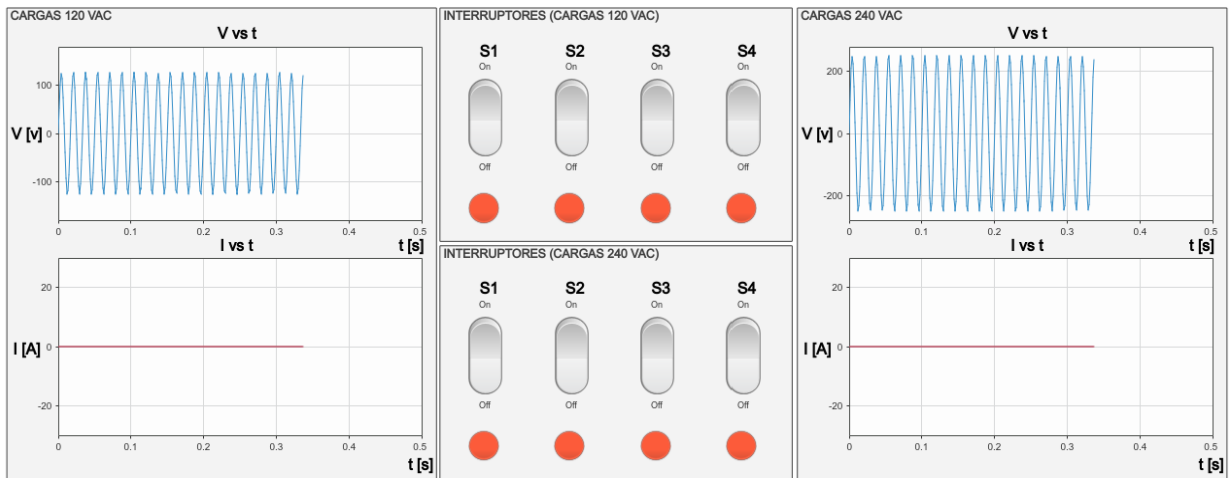 CARGAS 120 VAC
V vs t
100
V [v]
0
-100
0
0.1
0.2
0.3
0.4
0.5
t [s]
I vs t
20
I [A]
0
-20
0
0.1
0.2
0.3
0.4
0.5
t [s]
INTERRUPTORES (CARGAS 120 VAC)
S1 S2 S3 S4
On On On On
Off Off Off Off
INTERRUPTORES (CARGAS 240 VAC)
S1 S2 S3 S4
On On On On
Off Off Off Off
CARGAS 240 VAC
V vs t
200
V [v]
0
-200
0
0.1
0.2
0.3
0.4
0.5
t [s]
I vs t
20
I [A]
0
-20
0
0.1
0.2
0.3
0.4
0.5
t [s]